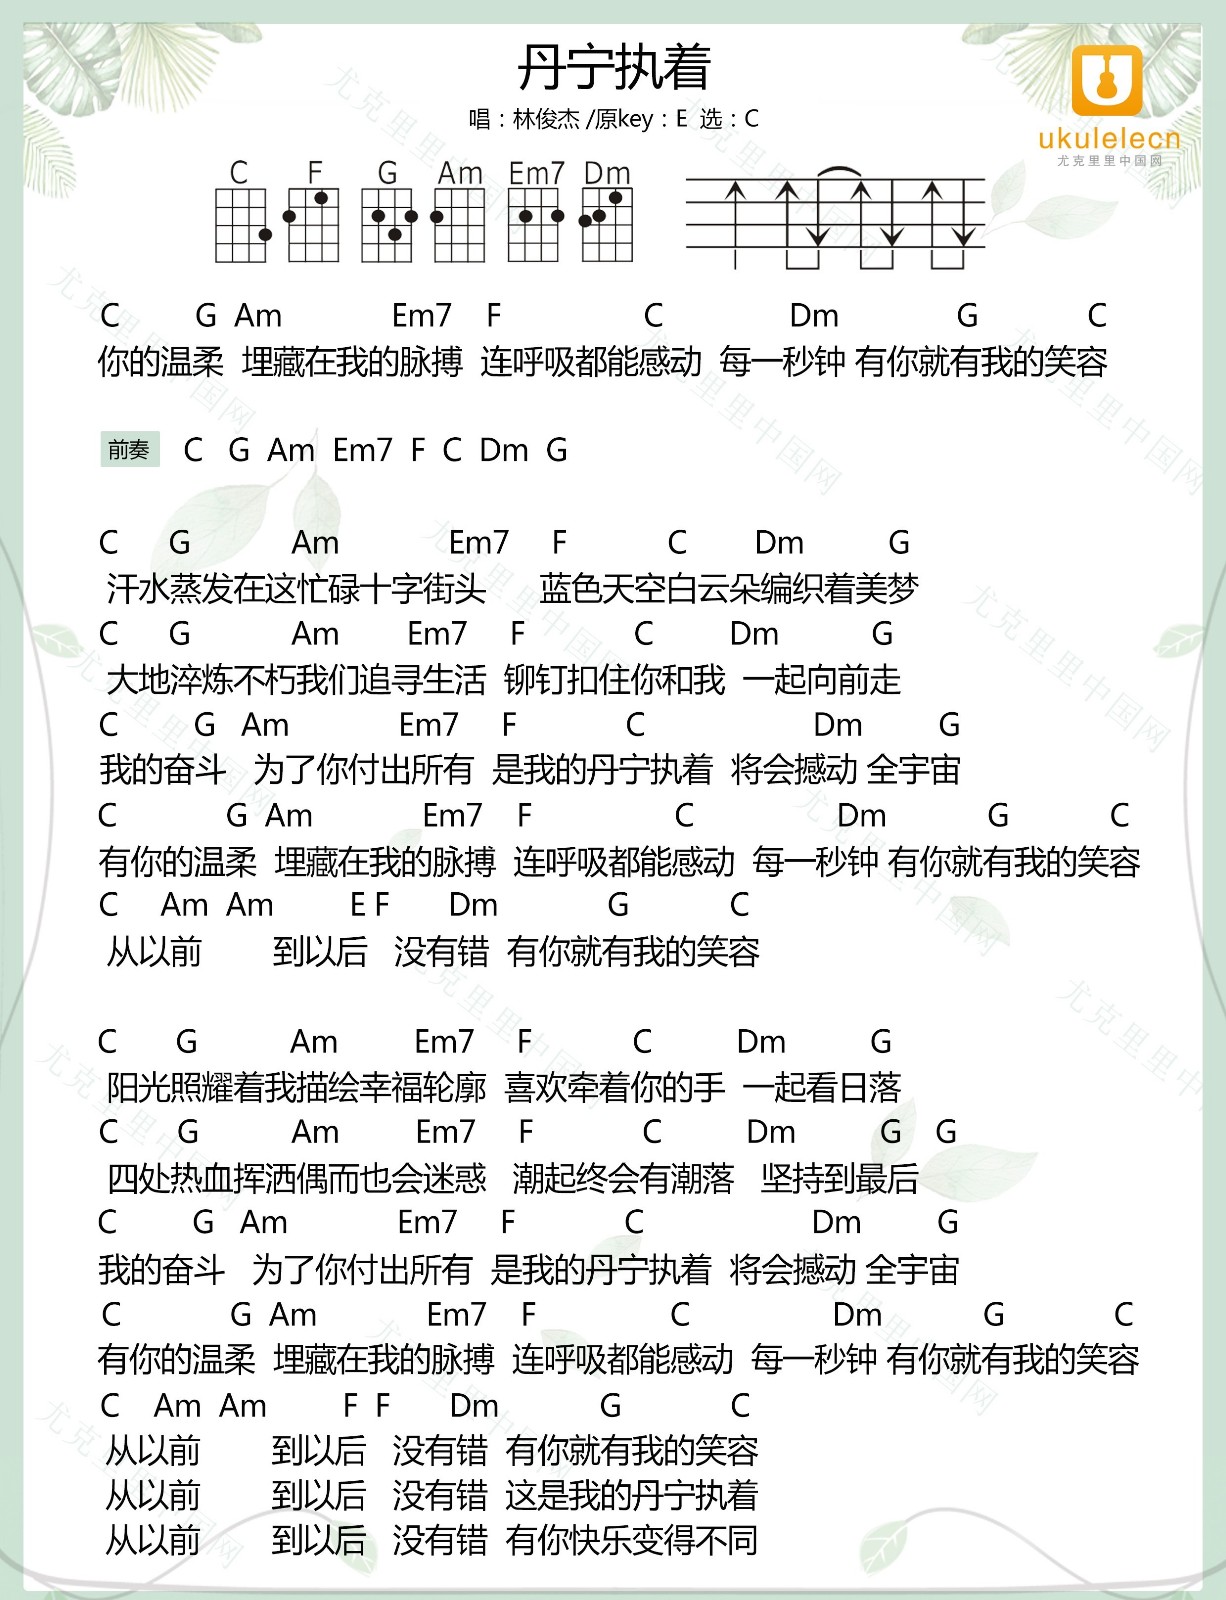 丹宁执着
唱：林俊杰 /原key：E 选：C
ukulelecn
尤克里里中国网
C F G Am Em7 Dm
C G Am Em7 F C Dm G C
你的温柔 埋藏在我的脉搏 连呼吸都能感动 每一秒钟 有你就有我的笑容
前奏 C G Am Em7 F C Dm G
C G Am Em7 F C Dm G
汗水蒸发在这忙碌十字街头 蓝色天空白云朵编织着美梦
C G Am Em7 F C Dm G
大地淬炼不朽我们追寻生活 铆钉扣住你和我 一起向前走
C G Am Em7 F C Dm G
我的奋斗 为了你付出所有 是我的丹宁执着 将会撼动 全宇宙
C G Am Em7 F C Dm G C
有你的温柔 埋藏在我的脉搏 连呼吸都能感动 每一秒钟 有你就有我的笑容
C Am Am E F Dm G C
从以前 到以后 没有错 有你就有我的笑容
C G Am Em7 F C Dm G
阳光照耀着我描绘幸福轮廓 喜欢牵着你的手 一起看日落
C G Am Em7 F C Dm G G
四处热血挥洒偶而也会迷惑 潮起终会有潮落 坚持到最后
C G Am Em7 F C Dm G
我的奋斗 为了你付出所有 是我的丹宁执着 将会撼动 全宇宙
C G Am Em7 F C Dm G C
有你的温柔 埋藏在我的脉搏 连呼吸都能感动 每一秒钟 有你就有我的笑容
C Am Am F F Dm G C
从以前 到以后 没有错 有你就有我的笑容
从以前 到以后 没有错 这是我的丹宁执着
从以前 到以后 没有错 有你快乐变得不同